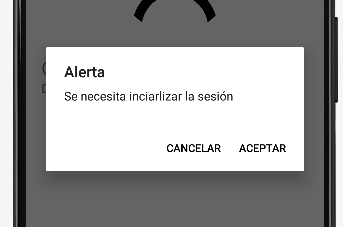 Alerta
Se necesita inciarlizar la sesión
CANCELAR ACEPTAR